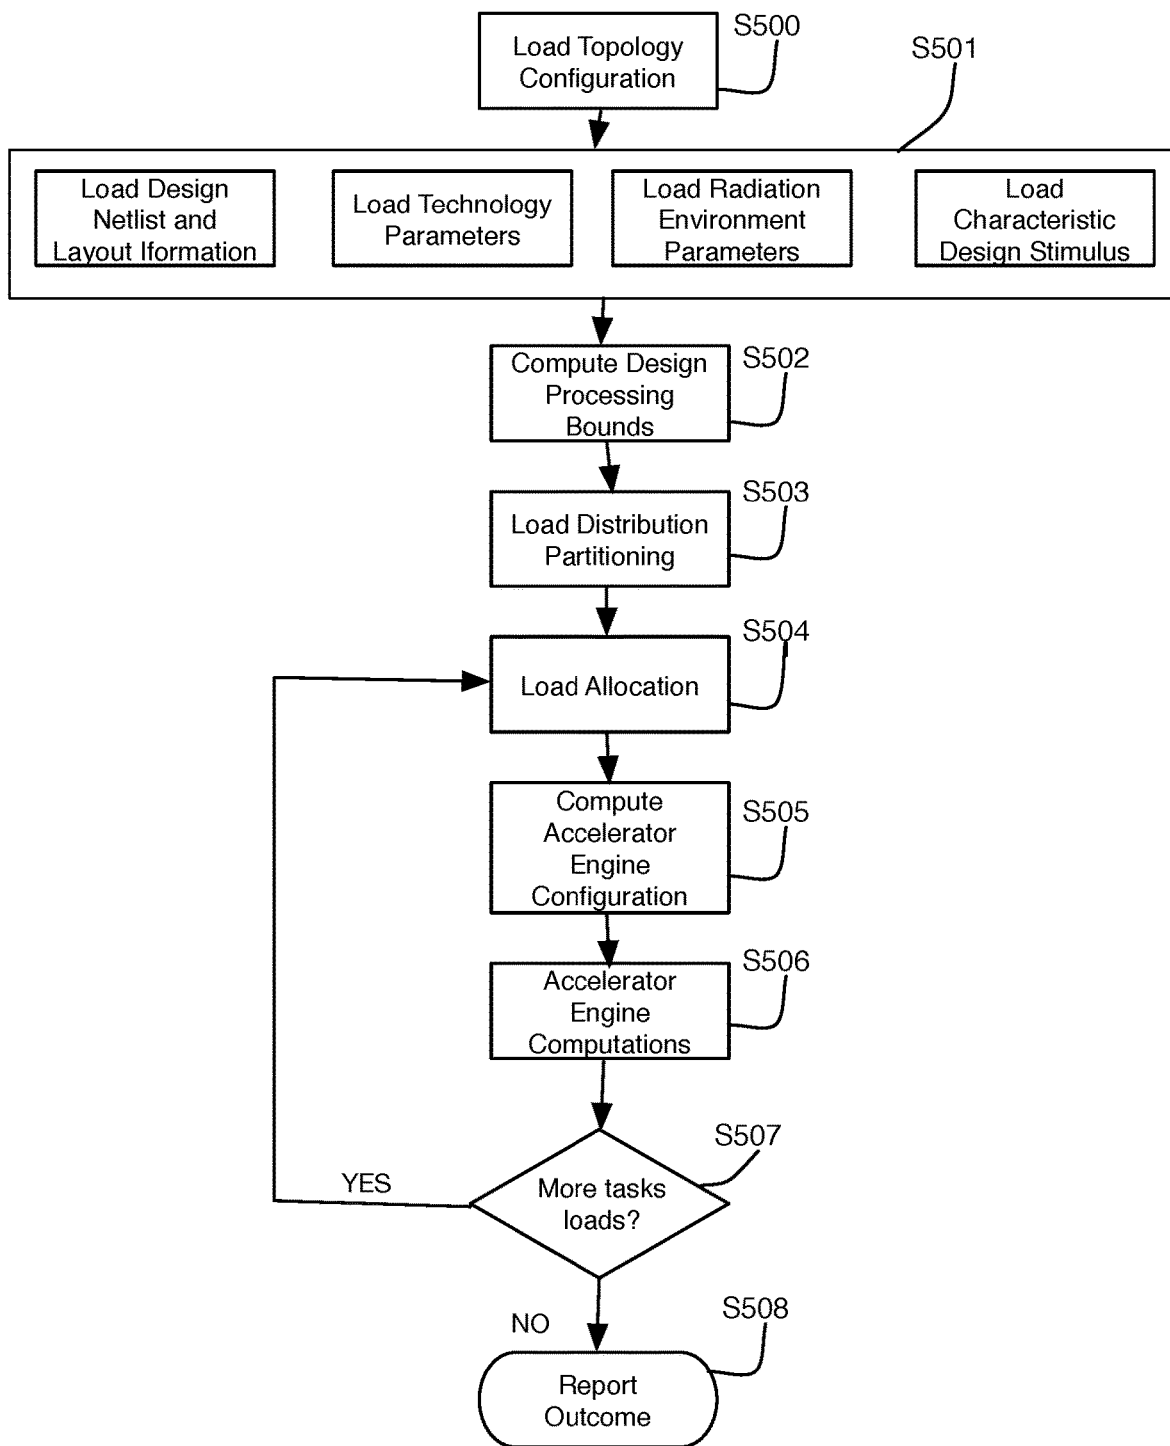 Load Topology
Configuration
S500
S501
Load Design
Netlist and
Layout Iformation
Load Technology
Parameters
Load Radiation
Environment
Parameters
Load
Characteristic
Design Stimulus
Compute Design
Processing
Bounds
S502
Load Distribution
Partitioning
S503
Load Allocation
S504
Compute
Accelerator
Engine
Configuration
S505
Accelerator
Engine
Computations
S506
More tasks
loads?
S507
YES
NO
Report
Outcome
S508